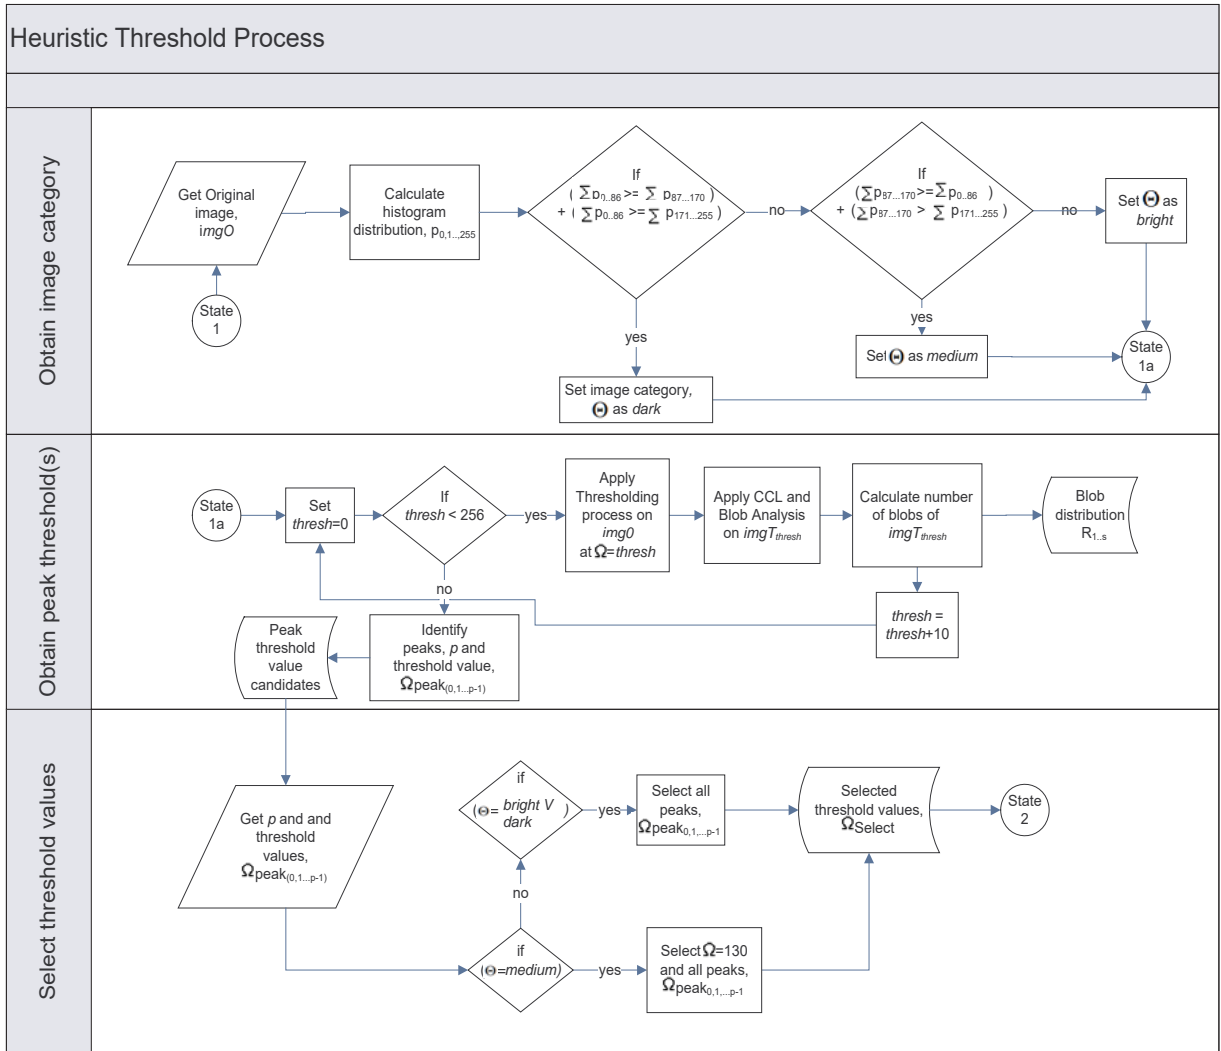 Heuristic Threshold Process
Obtain image category
Get Original
image,
imgO
State
1
Calculate
histogram
distribution, p0,1..,255
If
( ∑ p0..86 >= ∑ p87...170 )
+ ( ∑ p0..86 >= ∑ p171...255 )
no
yes
Set image category,
Θ as dark
If
(∑ p87...170 >= ∑ p0..86 )
+ (∑ p87...170 > ∑ p171...255 )
no
yes
Set Θ as medium
Set Θ as
bright
State
1a
Obtain peak threshold(s)
State
1a
Set
thresh=0
If
thresh < 256
yes
no
Apply
Thresholding
process on
img0
at Ω=thresh
Apply CCL and
Blob Analysis
on imgTthresh
Calculate number
of blobs of
imgTthresh
Blob
distribution
R1..s
thresh =
thresh+10
Identify
peaks, p and
threshold value,
Ωpeak(0,1...p-1)
Peak
threshold
value
candidates
Select threshold values
Get p and and
threshold
values,
Ωpeak(0,1...p-1)
if
(Θ=medium)
no
yes
if
(Θ= bright V
dark )
yes
Select all
peaks,
Ωpeak0,1,...p-1
Select Ω=130
and all peaks,
Ωpeak0,1,...p-1
Selected
threshold values,
ΩSelect
State
2